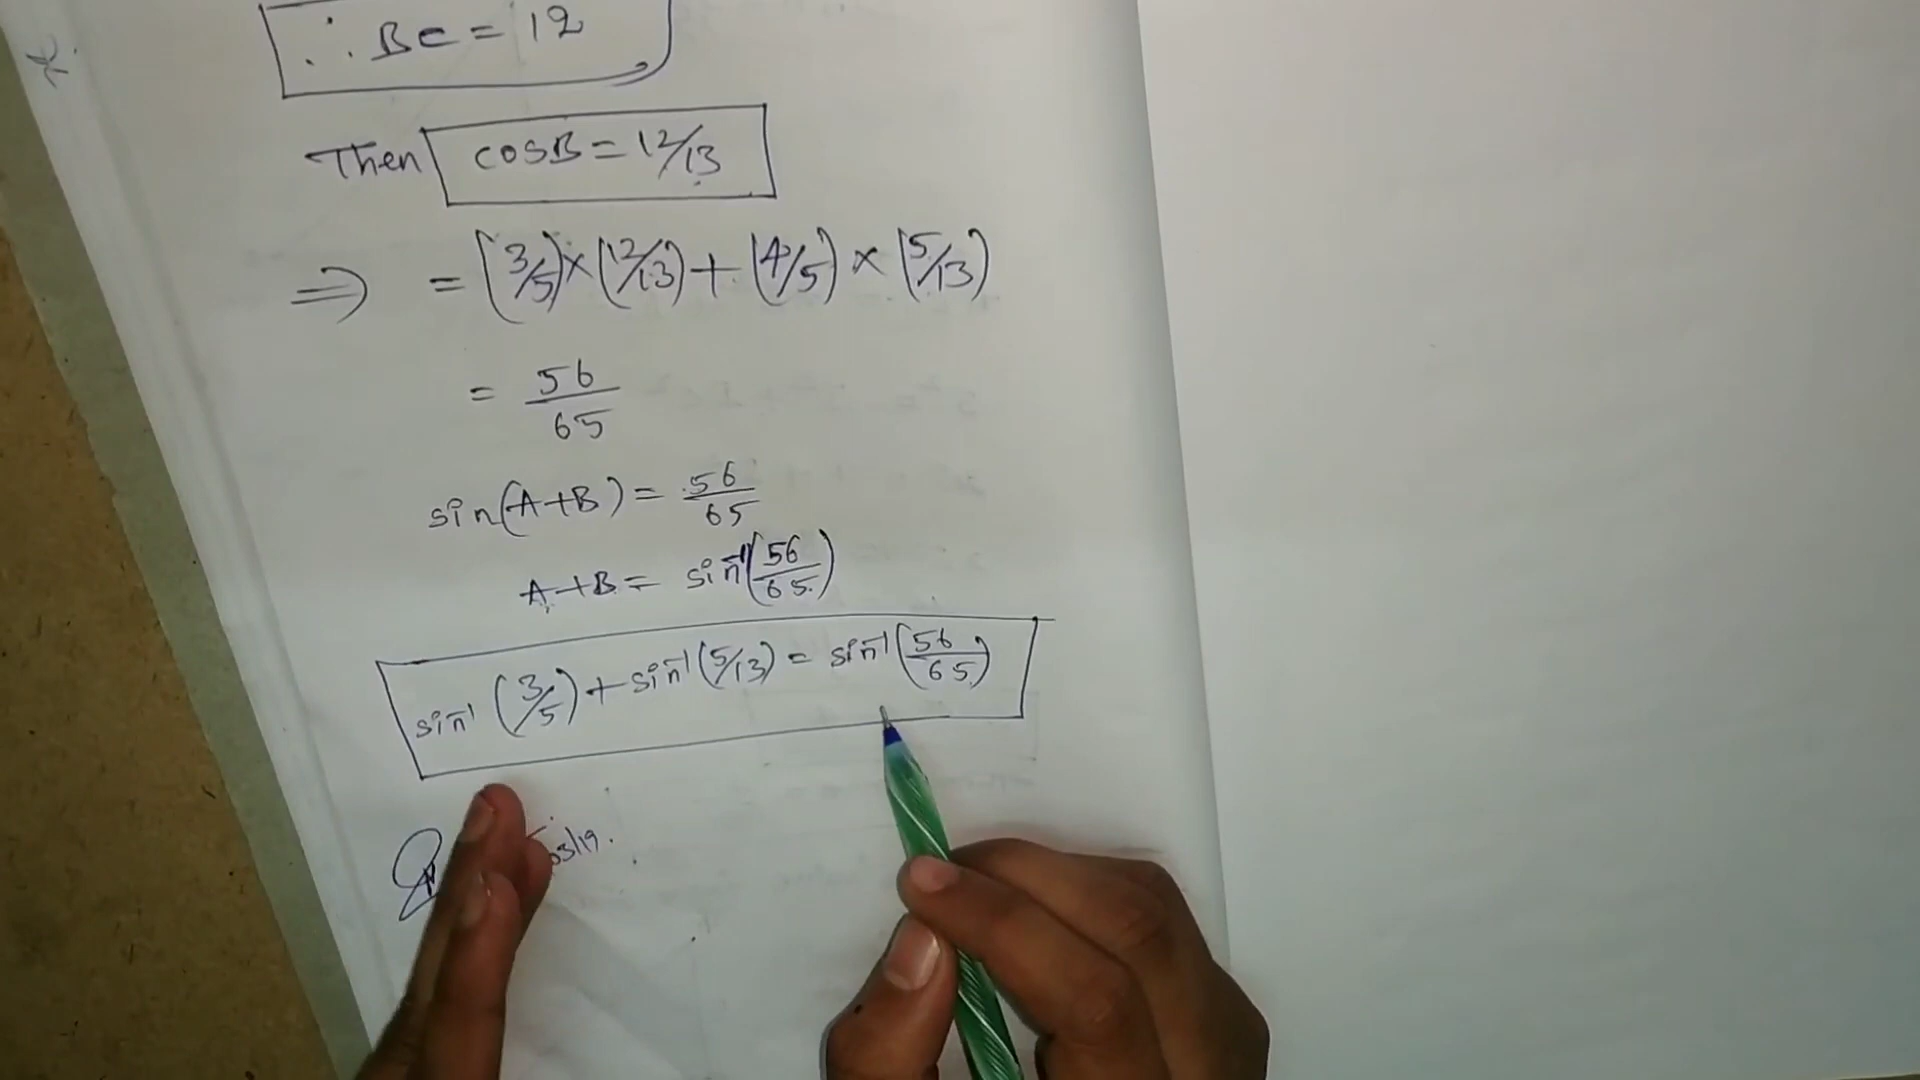 ∴ BC = 12
Then cosB = 12/13
⇒ = (3/5) × (12/13) + (4/5) × (5/13)
= 56/65
sin(A+B) = 56/65
A+B = sin⁻¹(56/65)
sin⁻¹(3/5) + sin⁻¹(5/13) = sin⁻¹(56/65)